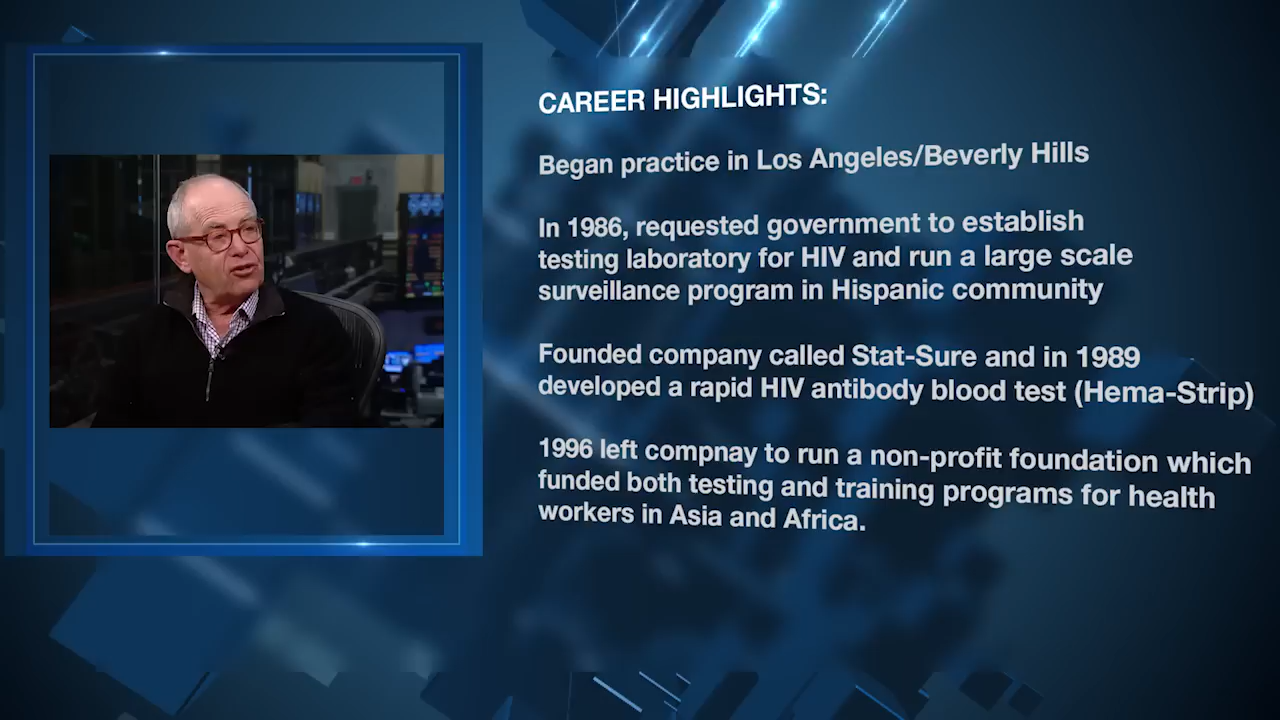 CAREER HIGHLIGHTS:
Began practice in Los Angeles/Beverly Hills
In 1986, requested government to establish
testing laboratory for HIV and run a large scale
surveillance program in Hispanic community
Founded company called Stat-Sure and in 1989
developed a rapid HIV antibody blood test (Hema-Strip)
1996 left compnay to run a non-profit foundation which
funded both testing and training programs for health
workers in Asia and Africa.